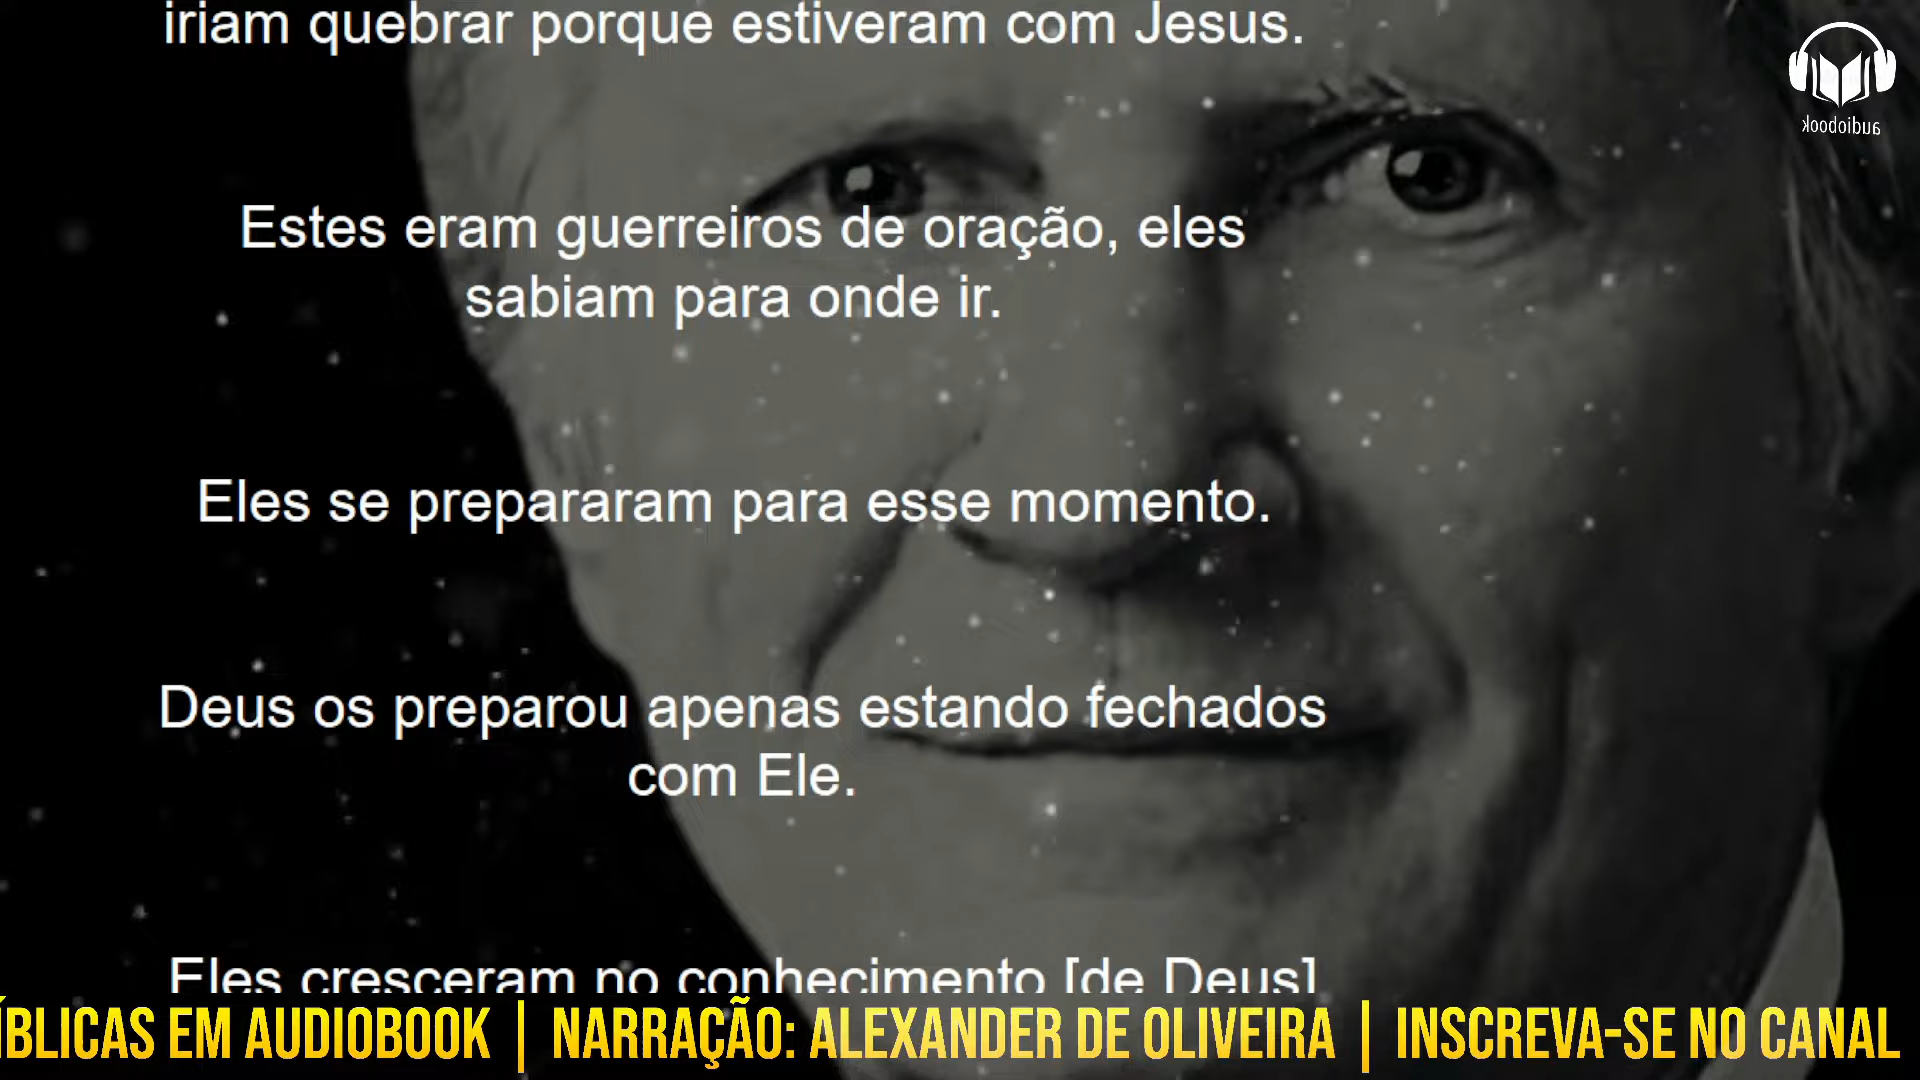 iriam quebrar porque estiveram com Jesus.
audiobook
Estes eram guerreiros de oração, eles
sabiam para onde ir.
Eles se prepararam para esse momento.
Deus os preparou apenas estando fechados
com Ele.
Eles cresceram no conhecimento [de Deus]
ÍBLICAS EM AUDIOBOOK | NARRAÇÃO: ALEXANDER DE OLIVEIRA | INSCREVA-SE NO CANAL